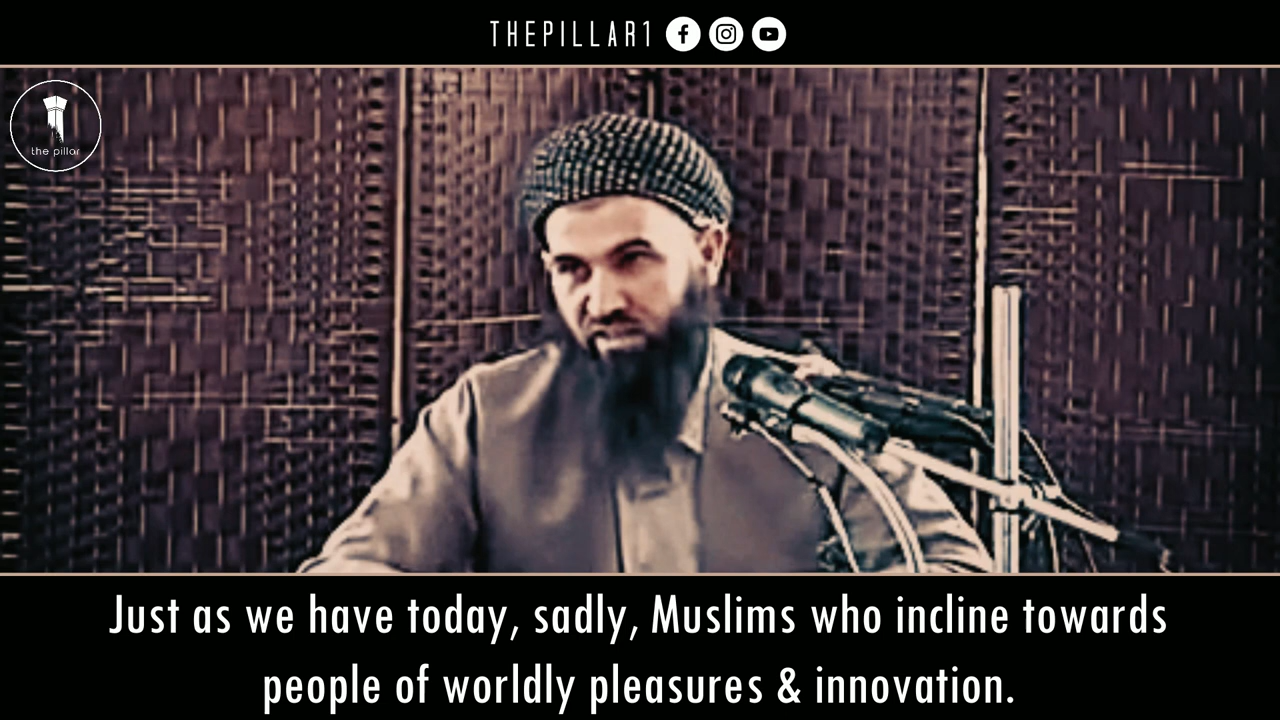 THEPILLAR1
the pillar
Just as we have today, sadly, Muslims who incline towards
people of worldly pleasures & innovation.